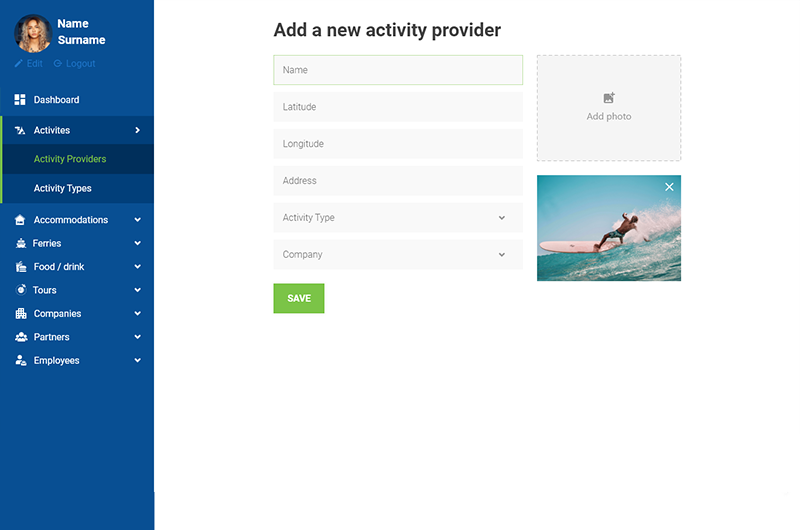 Name
Surname
Edit
Logout
Dashboard
Activites
Activity Providers
Activity Types
Accommodations
Ferries
Food / drink
Tours
Companies
Partners
Employees
Add a new activity provider
Name
Latitude
Longitude
Address
Activity Type
Company
SAVE
Add photo